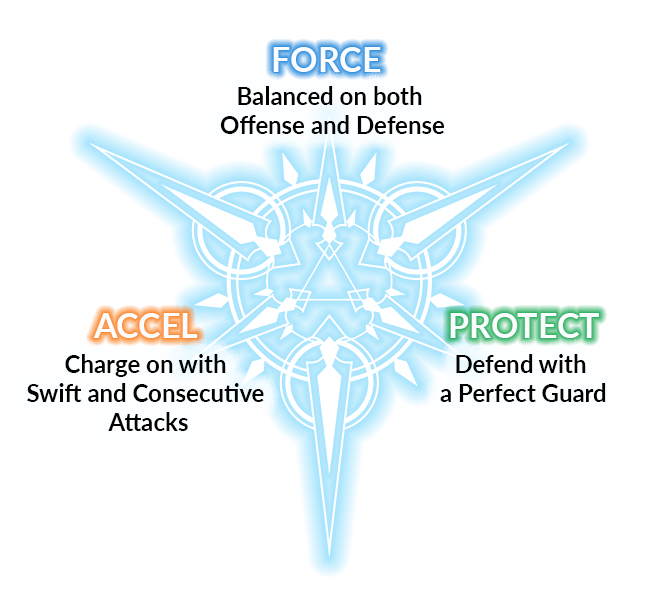 FORCE
Balanced on both
Offense and Defense
ACCEL
Charge on with
Swift and Consecutive
Attacks
PROTECT
Defend with
a Perfect Guard